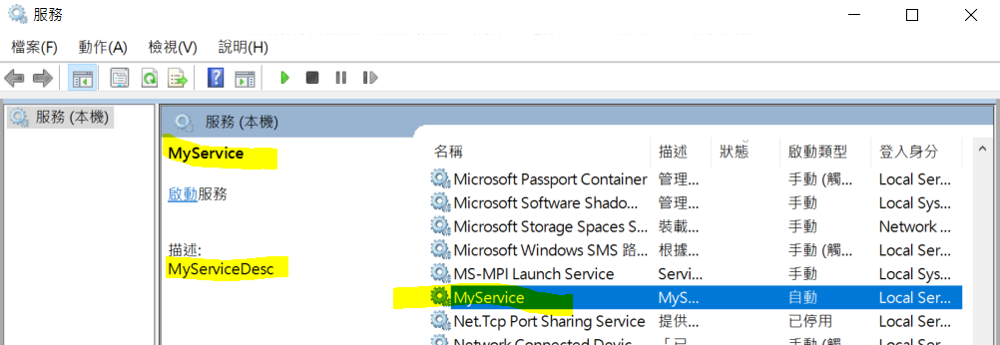 服務
檔案(F) 動作(A) 檢視(V) 說明(H)
服務 (本機)
服務 (本機)
MyService
啟動服務
描述:
MyServiceDesc
名稱 描述 狀態 啟動類型 登入身分
Microsoft Passport Container 管理... 手動 (觸... Local Ser...
Microsoft Software Shado... 管理... 手動 Local Sys...
Microsoft Storage Spaces S... 裝載... 手動 Network ...
Microsoft Windows SMS 路... 根據... 手動 (觸... Local Ser...
MS-MPI Launch Service Servi... 手動 Local Sys...
MyService MyS... 自動 Local Ser...
Net.Tcp Port Sharing Service 提供... 已停用 Local Ser...
Network Connected Devic... 「已... 手動 (觸... Local Ser...